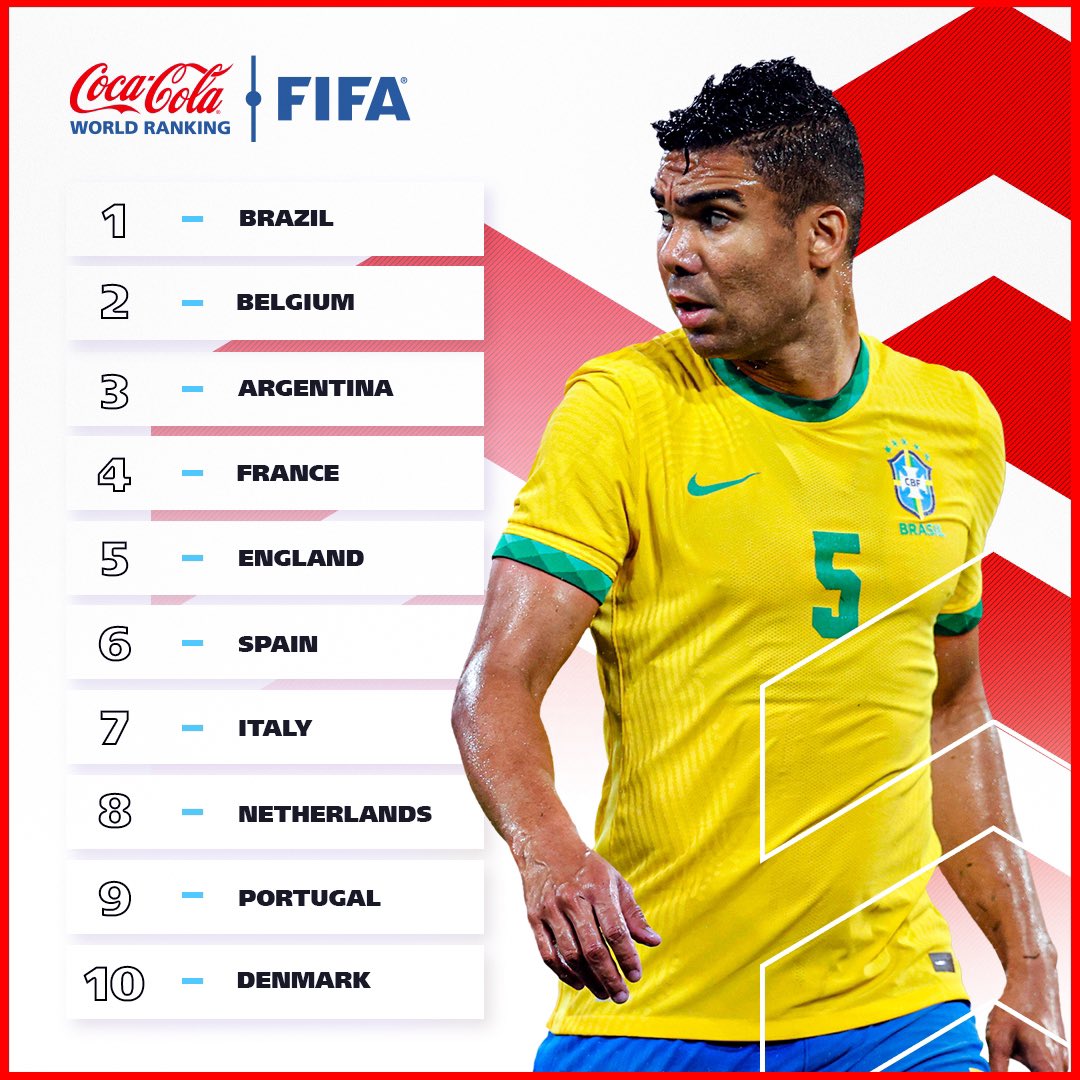 Coca-Cola
WORLD RANKING
FIFA
1 - BRAZIL
2 - BELGIUM
3 - ARGENTINA
4 - FRANCE
5 - ENGLAND
6 - SPAIN
7 - ITALY
8 - NETHERLANDS
9 - PORTUGAL
10 - DENMARK
CBF
BRASIL
5